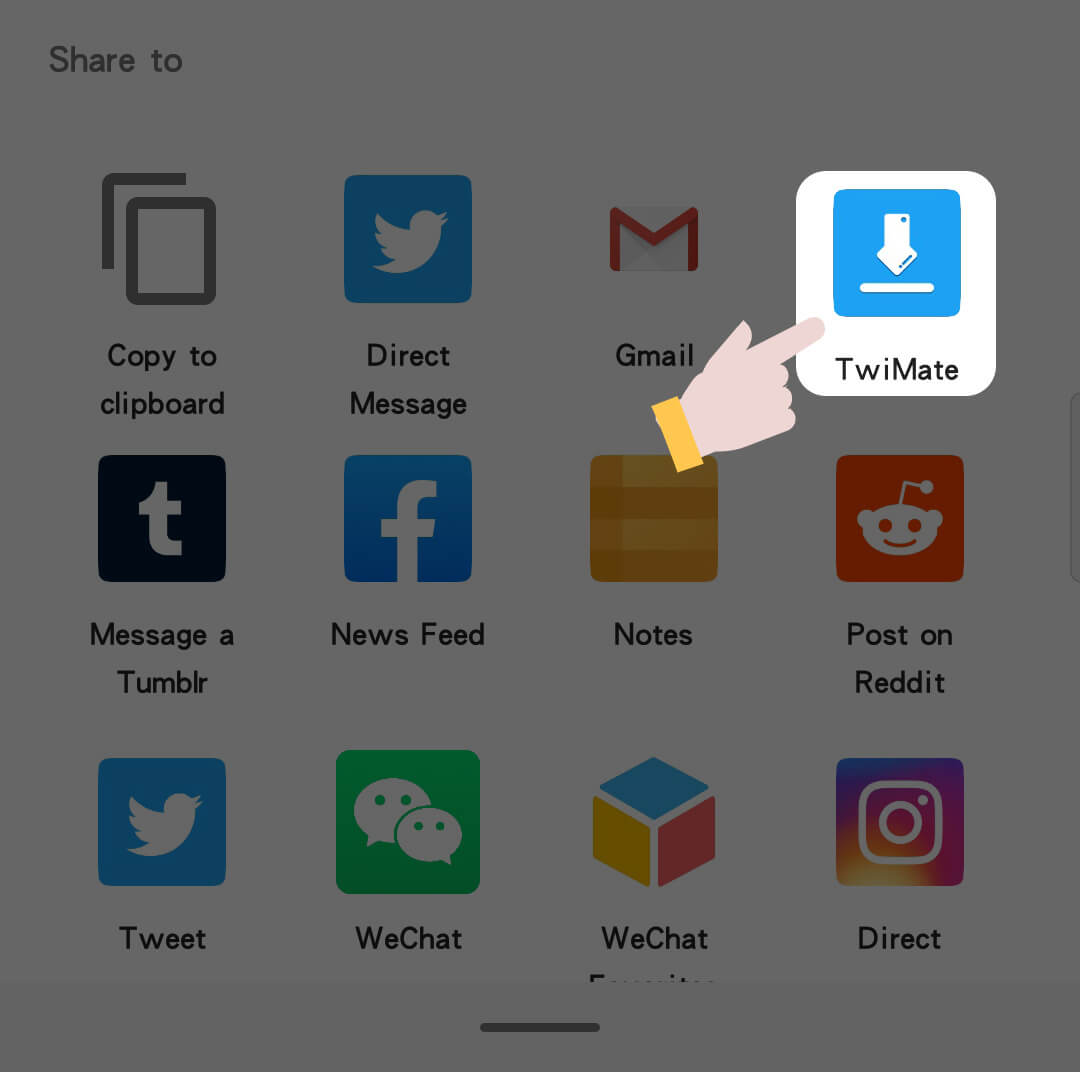 Share to
Copy to
clipboard
Direct
Message
Gmail
TwiMate
Message a
Tumblr
News Feed
Notes
Post on
Reddit
Tweet
WeChat
WeChat
Favorites
Direct